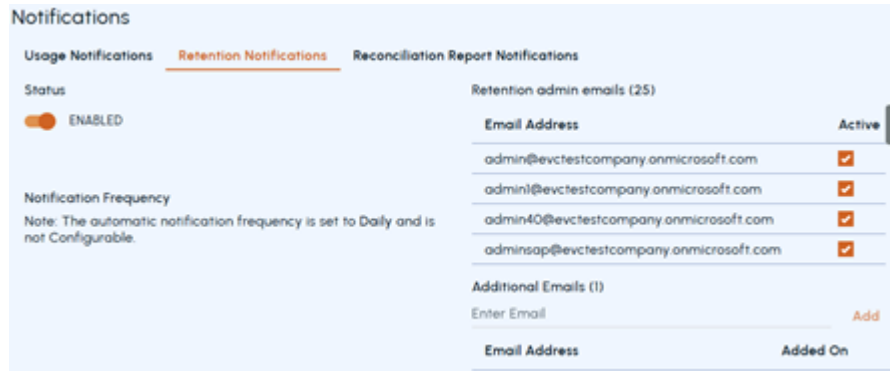 Notifications
Usage Notifications Retention Notifications Reconciliation Report Notifications
Status
ENABLED
Notification Frequency
Note: The automatic notification frequency is set to Daily and is
not Configurable.
Retention admin emails (25)
Email Address Active
admin@evctestcompany.onmicrosoft.com
admin1@evctestcompany.onmicrosoft.com
admin40@evctestcompany.onmicrosoft.com
adminsap@evctestcompany.onmicrosoft.com
Additional Emails (1)
Enter Email Add
Email Address Added On